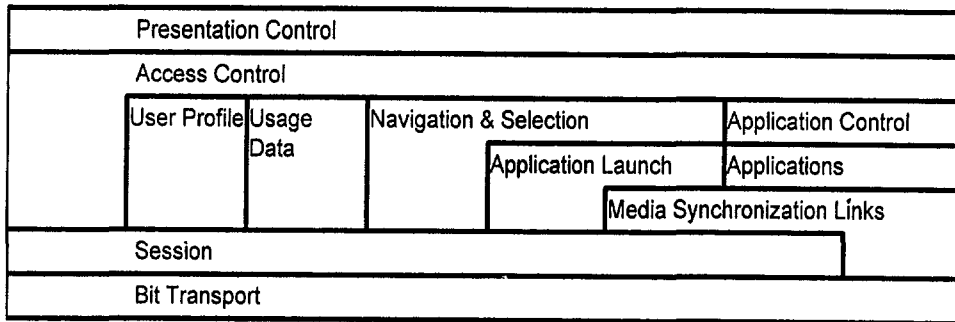 Presentation Control
Access Control
User Profile
Usage
Data
Navigation & Selection
Application Control
Application Launch
Applications
Media Synchronization Links
Session
Bit Transport